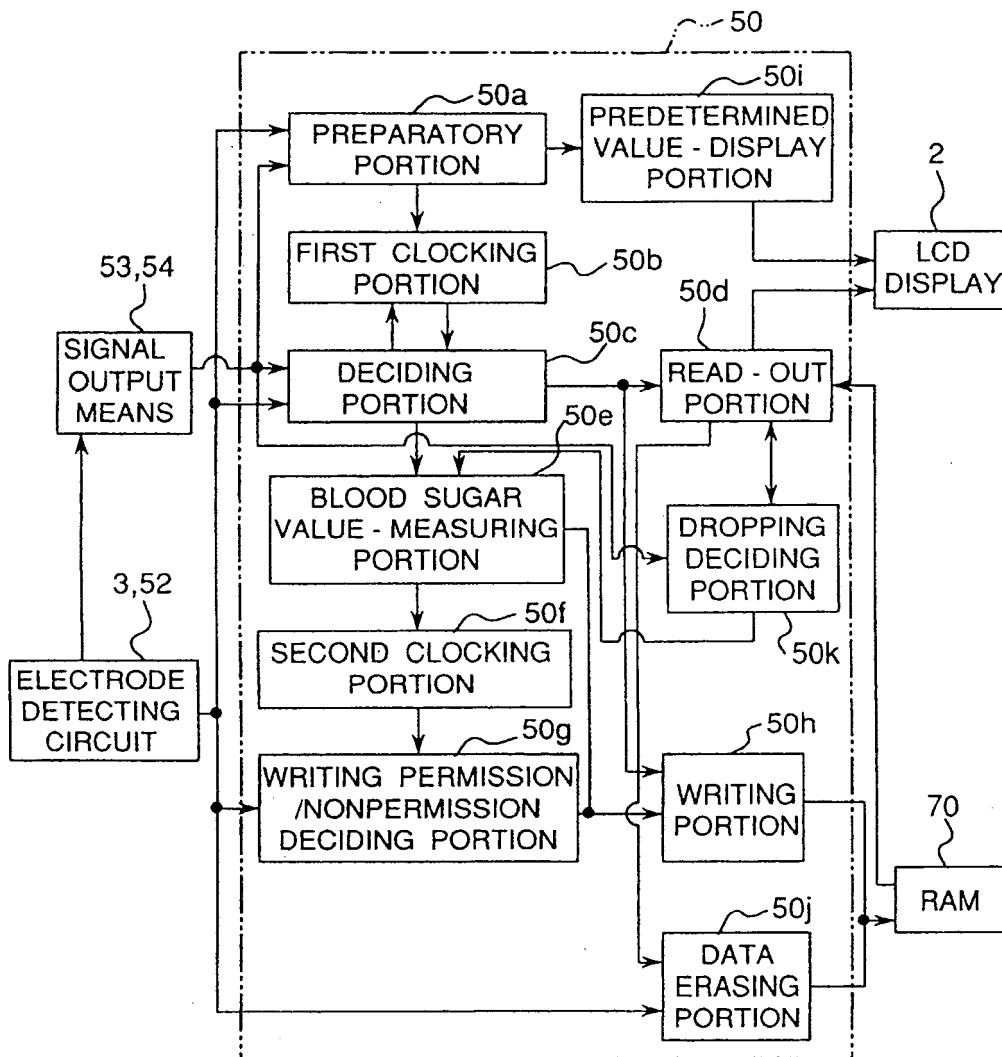 50
50a
PREPARATORY
PORTION
50i
PREDETERMINED
VALUE - DISPLAY
PORTION
2
LCD
DISPLAY
FIRST CLOCKING
PORTION
50b
53,54
SIGNAL
OUTPUT
MEANS
50c
DECIDING
PORTION
50d
READ - OUT
PORTION
50e
BLOOD SUGAR
VALUE - MEASURING
PORTION
DROPPING
DECIDING
PORTION
50k
3,52
ELECTRODE
DETECTING
CIRCUIT
50f
SECOND CLOCKING
PORTION
50g
WRITING PERMISSION
/NONPERMISSION
DECIDING PORTION
50h
WRITING
PORTION
70
RAM
50j
DATA
ERASING
PORTION